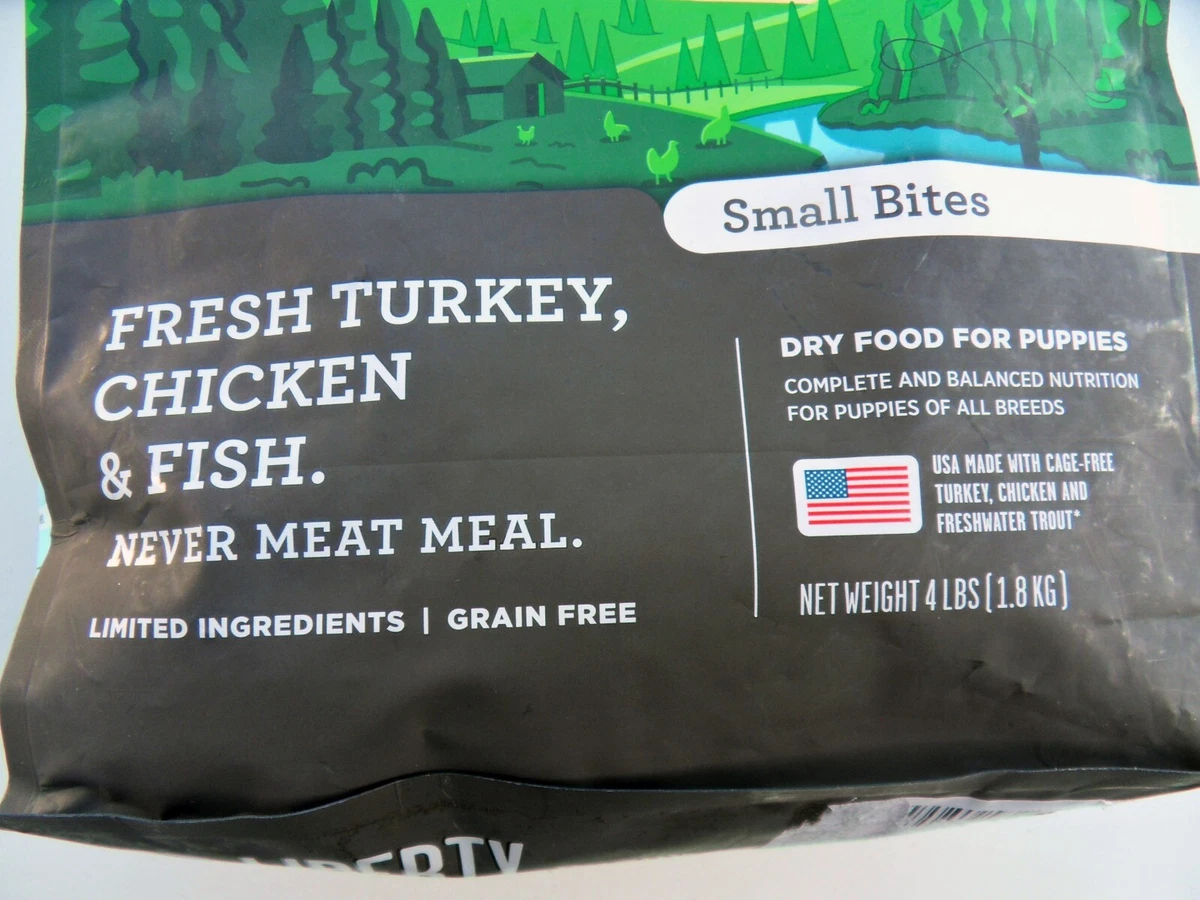 Small Bites
FRESH TURKEY,
CHICKEN
& FISH.
NEVER MEAT MEAL.
LIMITED INGREDIENTS | GRAIN FREE
DRY FOOD FOR PUPPIES
COMPLETE AND BALANCED NUTRITION
FOR PUPPIES OF ALL BREEDS
USA MADE WITH CAGE-FREE
TURKEY, CHICKEN AND
FRESHWATER TROUT*
NET WEIGHT 4 LBS (1.8 KG)
LIBERTY